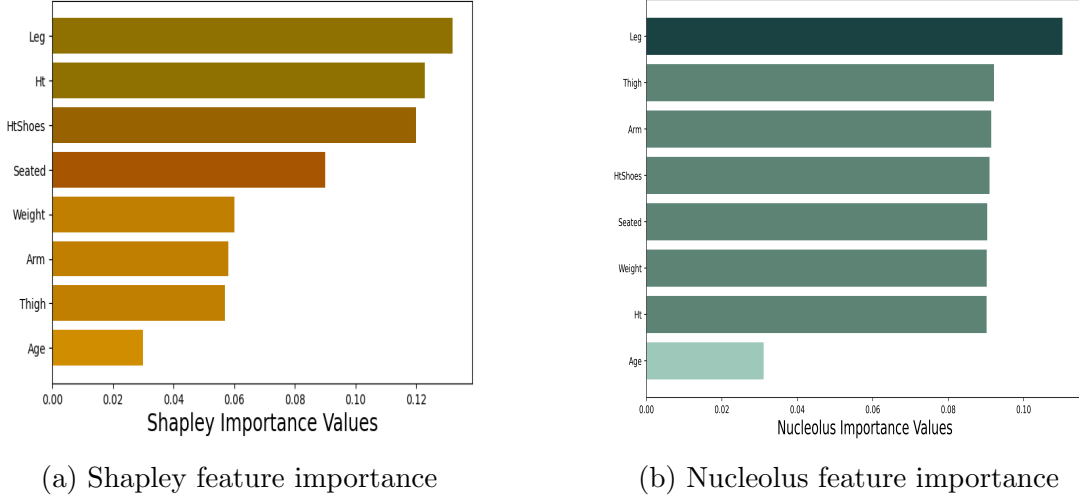 Leg
Ht
HtShoes
Seated
Weight
Arm
Thigh
Age
0.00 0.02 0.04 0.06 0.08 0.10 0.12
Shapley Importance Values
(a) Shapley feature importance
Leg
Thigh
Arm
HtShoes
Seated
Weight
Ht
Age
0.00 0.02 0.04 0.06 0.08 0.10
Nucleolus Importance Values
(b) Nucleolus feature importance